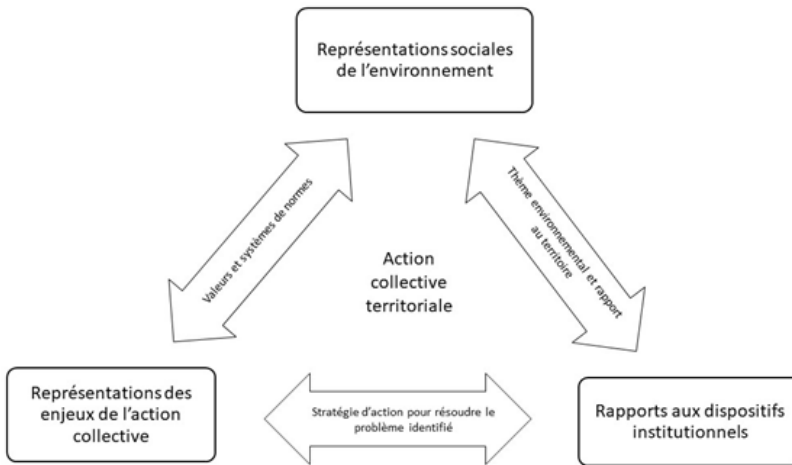 Représentations sociales
de l'environnement
Valeurs et systèmes de normes
Thème environmental et rapport
au territoire
Action
collective
territoriale
Représentations des
enjeux de l'action
collective
Stratégie d'action pour résoudre le
problème identifié
Rapports aux dispositifs
institutionnels